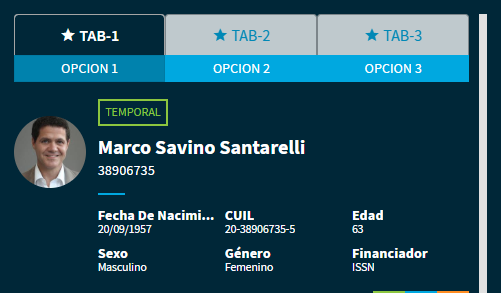 TAB-1 TAB-2 TAB-3
OPCION 1 OPCION 2 OPCION 3
TEMPORAL
Marco Savino Santarelli
38906735
Fecha De Nacimi... CUIL Edad
20/09/1957 20-38906735-5 63
Sexo Género Financiador
Masculino Femenino ISSN